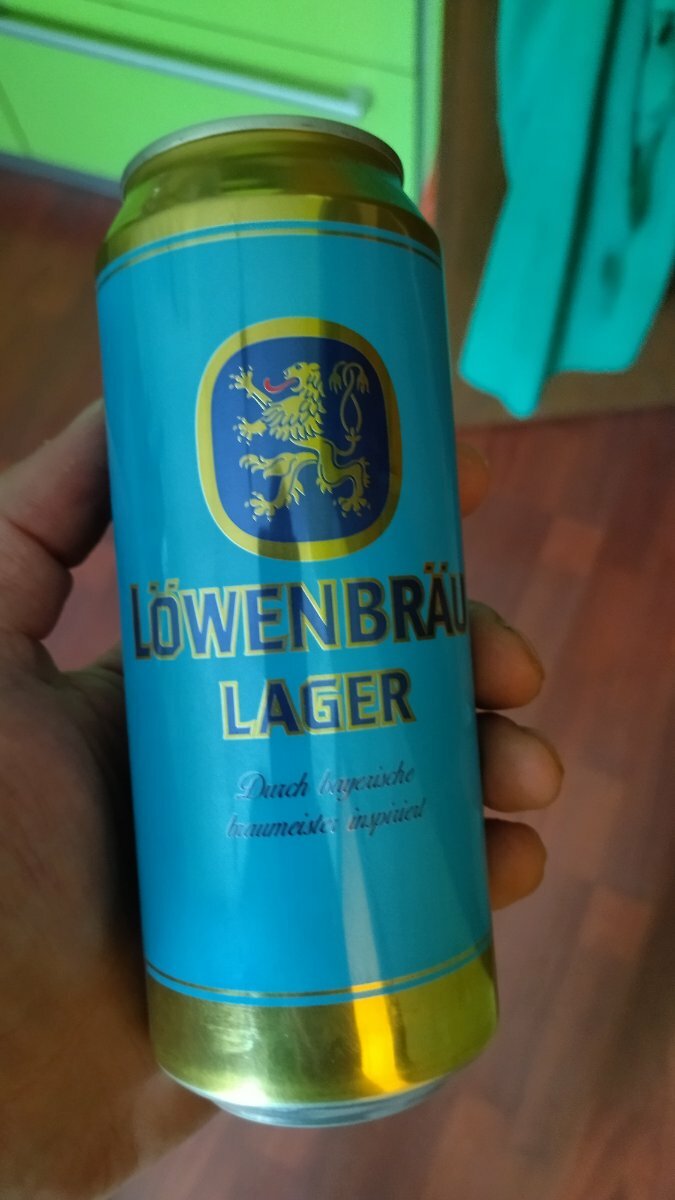 LÖWENBRÄU
LAGER
Durch bayerische
braumeister inspiriert